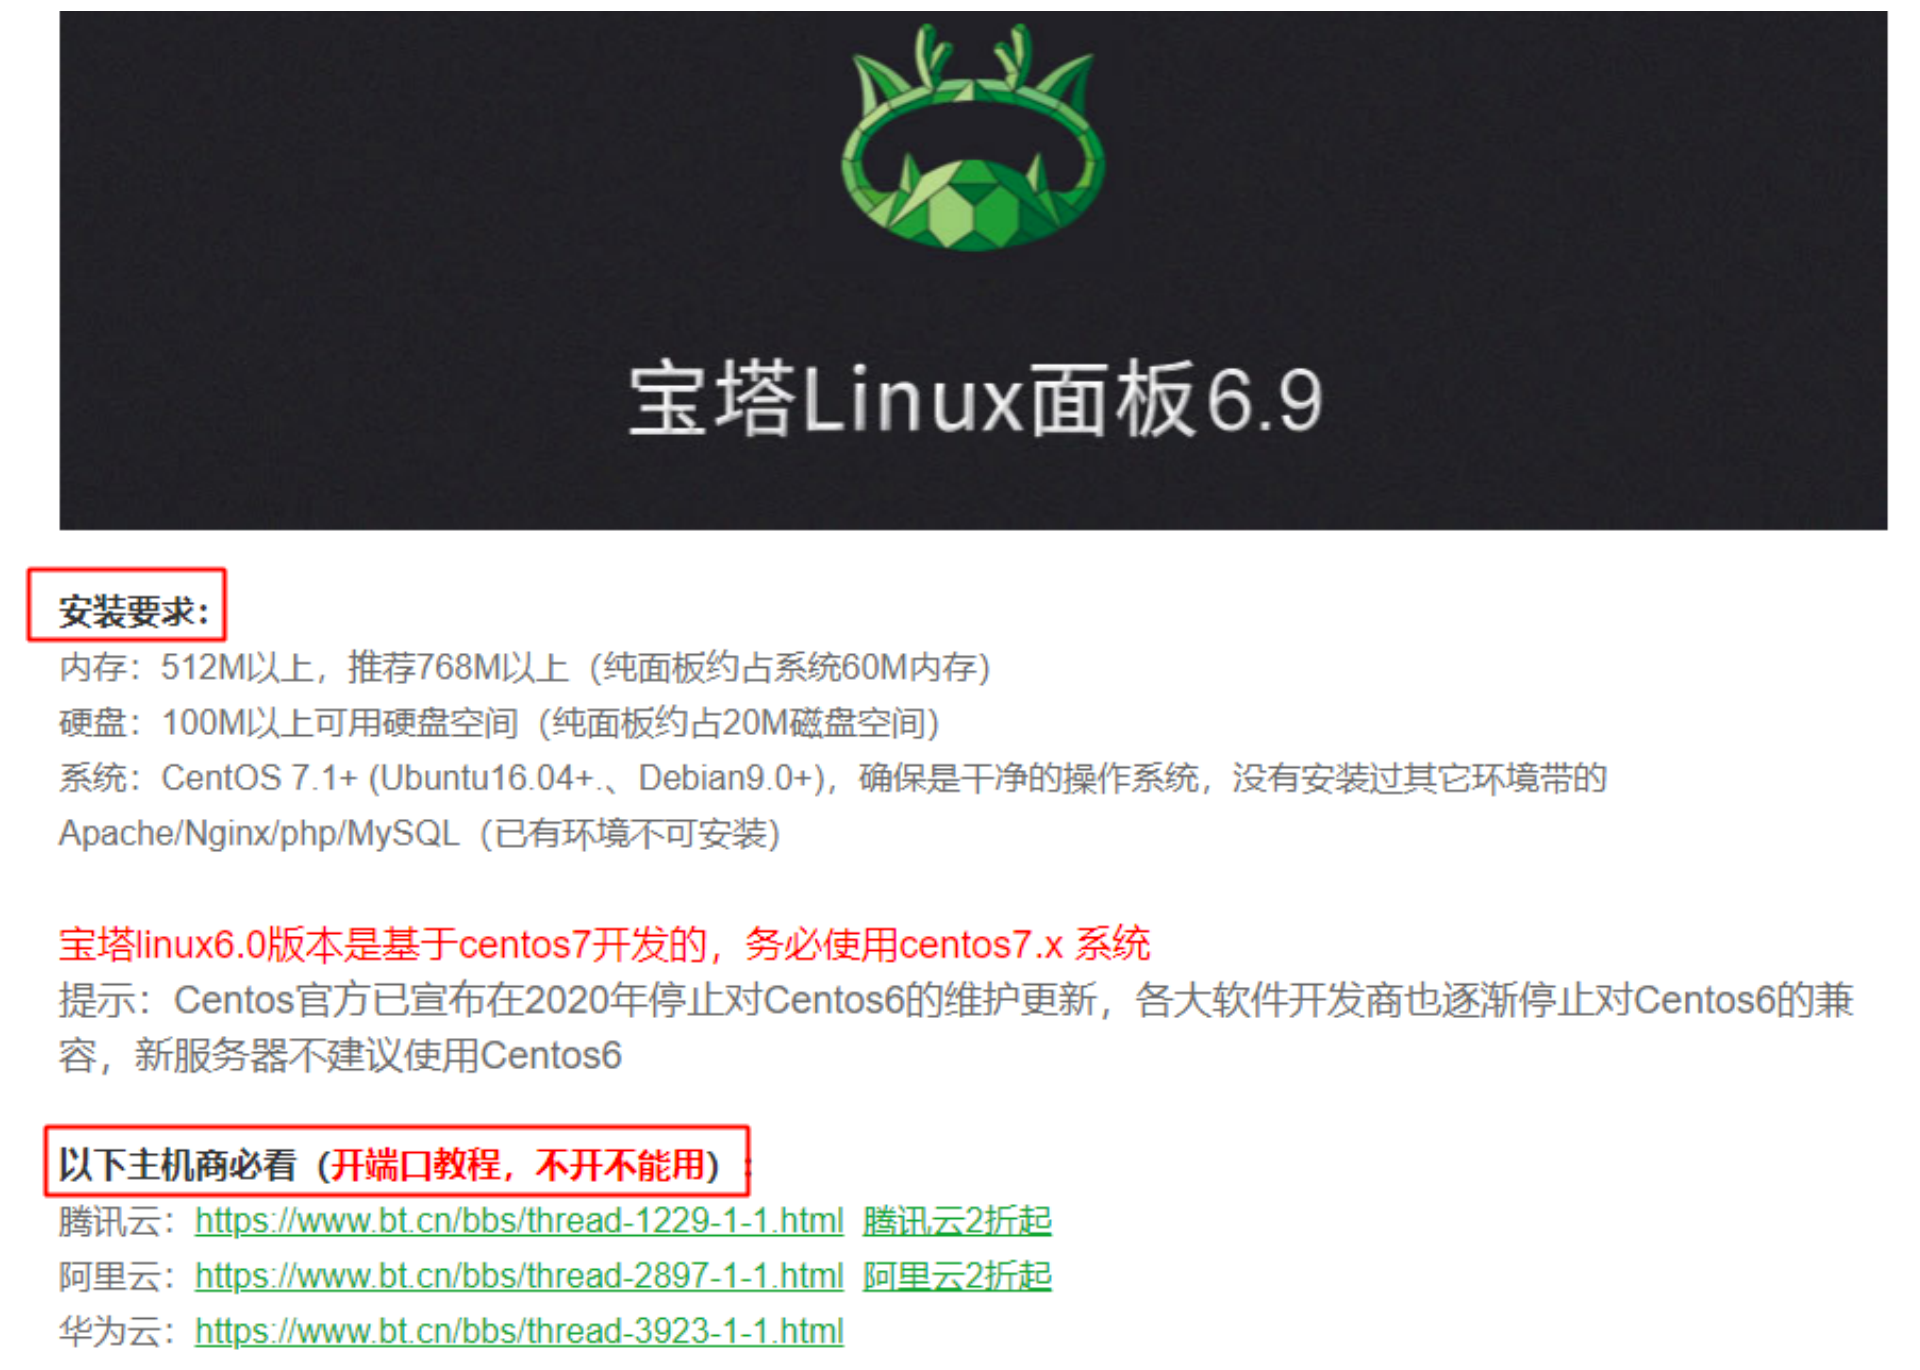 宝塔Linux面板6.9
安装要求：
内存：512M以上，推荐768M以上（纯面板约占系统60M内存）
硬盘：100M以上可用硬盘空间（纯面板约占20M磁盘空间）
系统：CentOS 7.1+ (Ubuntu16.04+.、Debian9.0+)，确保是干净的操作系统，没有安装过其它环境带的
Apache/Nginx/php/MySQL（已有环境不可安装）
宝塔linux6.0版本是基于centos7开发的，务必使用centos7.x 系统
提示：Centos官方已宣布在2020年停止对Centos6的维护更新，各大软件开发商也逐渐停止对Centos6的兼
容，新服务器不建议使用Centos6
以下主机商必看（开端口教程，不开不能用）：
腾讯云：https://www.bt.cn/bbs/thread-1229-1-1.html 腾讯云2折起
阿里云：https://www.bt.cn/bbs/thread-2897-1-1.html 阿里云2折起
华为云：https://www.bt.cn/bbs/thread-3923-1-1.html